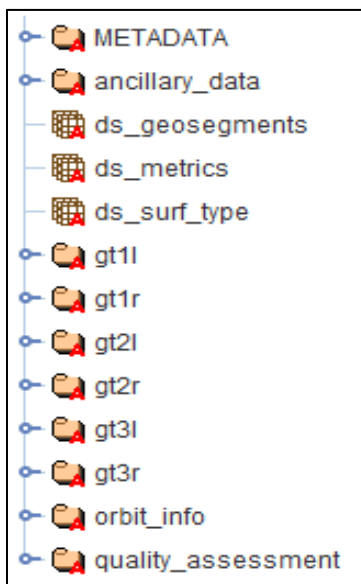 METADATA
ancillary_data
ds_geosegments
ds_metrics
ds_surf_type
gt1l
gt1r
gt2l
gt2r
gt3l
gt3r
orbit_info
quality_assessment